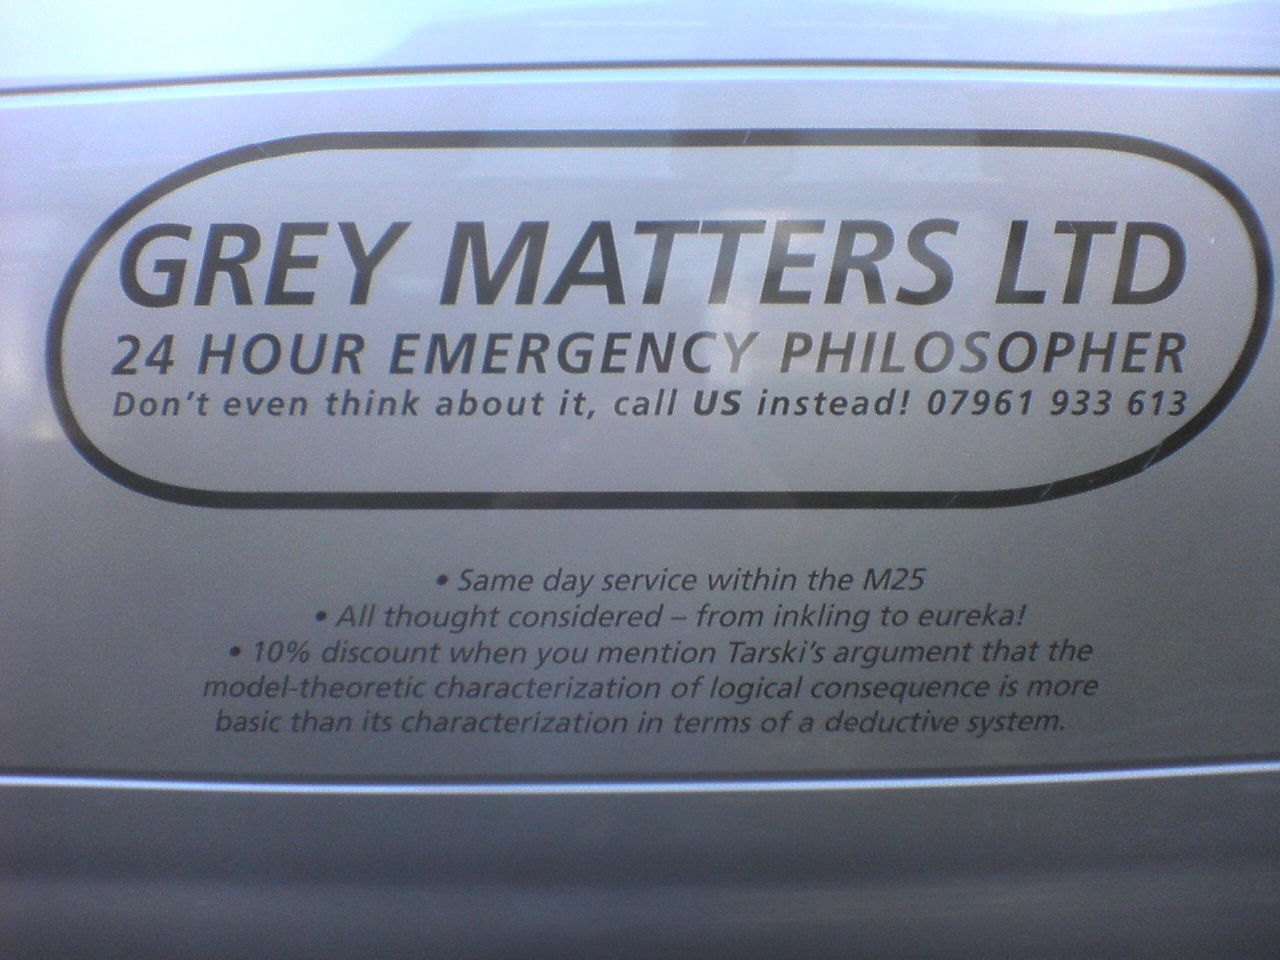 GREY MATTERS LTD
24 HOUR EMERGENCY PHILOSOPHER
Don't even think about it, call US instead! 07961 933 613
• Same day service within the M25
• All thought considered – from inkling to eureka!
• 10% discount when you mention Tarski's argument that the
model-theoretic characterization of logical consequence is more
basic than its characterization in terms of a deductive system.